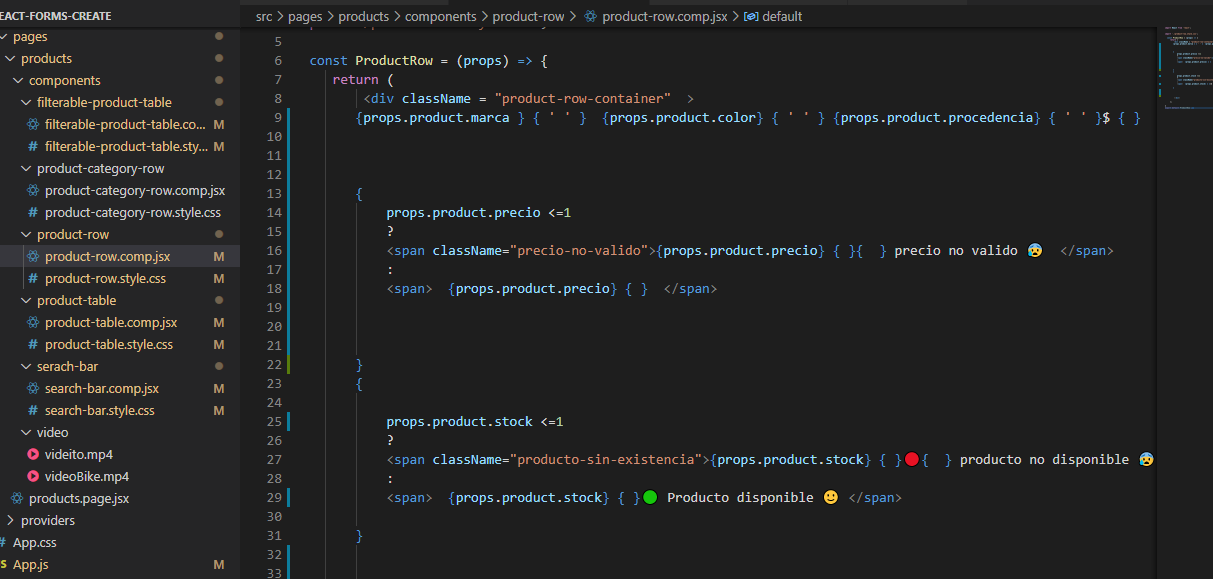 EACT-FORMS-CREATE
pages
products
components
filterable-product-table
filterable-product-table.co... M
# filterable-product-table.sty... M
product-category-row
product-category-row.comp.jsx
# product-category-row.style.css
product-row
product-row.comp.jsx M
# product-row.style.css M
product-table
product-table.comp.jsx M
# product-table.style.css M
serach-bar
search-bar.comp.jsx M
# search-bar.style.css M
video
videito.mp4
videoBike.mp4
products.page.jsx
providers
# App.css
S App.js M
src > pages > products > components > product-row > product-row.comp.jsx > default
5
6 const ProductRow = (props) => {
7 return (
8 <div className = "product-row-container" >
9 {props.product.marca } { ' ' } {props.product.color} { ' ' } {props.product.procedencia} { ' ' }$ { }
10
11
12
13 {
14 props.product.precio <=1
15 ?
16 <span className="precio-no-valido">{props.product.precio} { }{ } precio no valido 😰 </span>
17 :
18 <span> {props.product.precio} { } </span>
19
20
21
22 }
23 {
24
25 props.product.stock <=1
26 ?
27 <span className="producto-sin-existencia">{props.product.stock} { }🔴{ } producto no disponible 😰
28 :
29 <span> {props.product.stock} { }🟢 Producto disponible 🙂 </span>
30
31 }
32
33